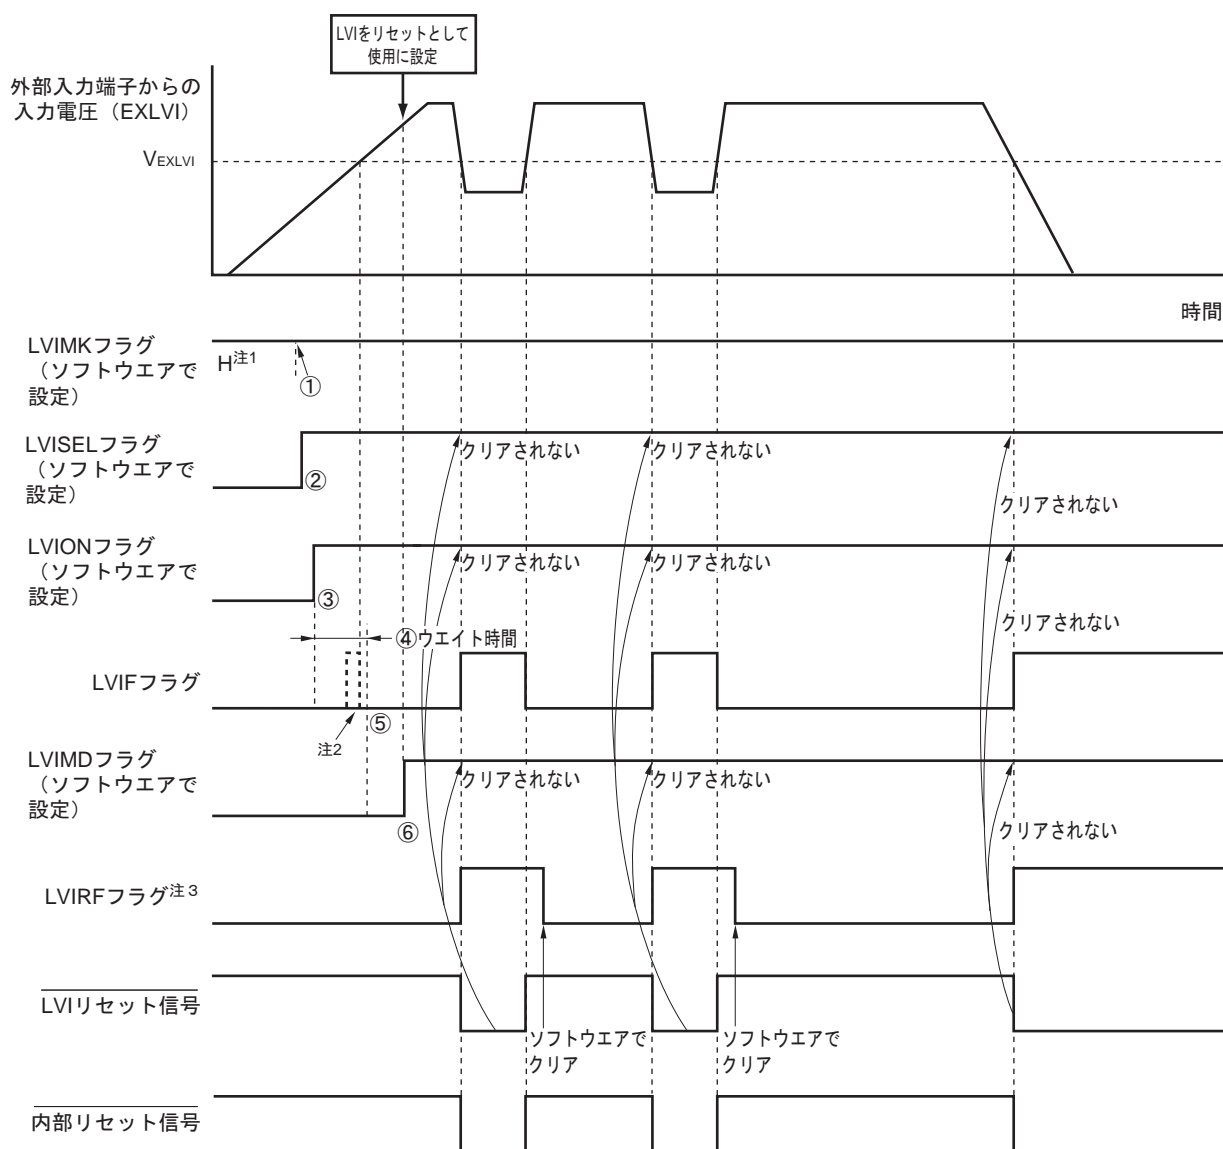 LVIをリセットとして
使用に設定
外部入力端子からの
入力電圧（EXLVI）
VEXLVI
時間
LVIMKフラグ
（ソフトウエアで
設定）
H注1
①
LVISELフラグ
（ソフトウエアで
設定）
②
クリアされない
クリアされない
クリアされない
LVIONフラグ
（ソフトウエアで
設定）
③
クリアされない
クリアされない
クリアされない
④ウエイト時間
LVIFフラグ
⑤
注2
LVIMDフラグ
（ソフトウエアで
設定）
⑥
クリアされない
クリアされない
クリアされない
LVIRFフラグ注3
LVIリセット信号
ソフトウエアで
クリア
ソフトウエアで
クリア
内部リセット信号